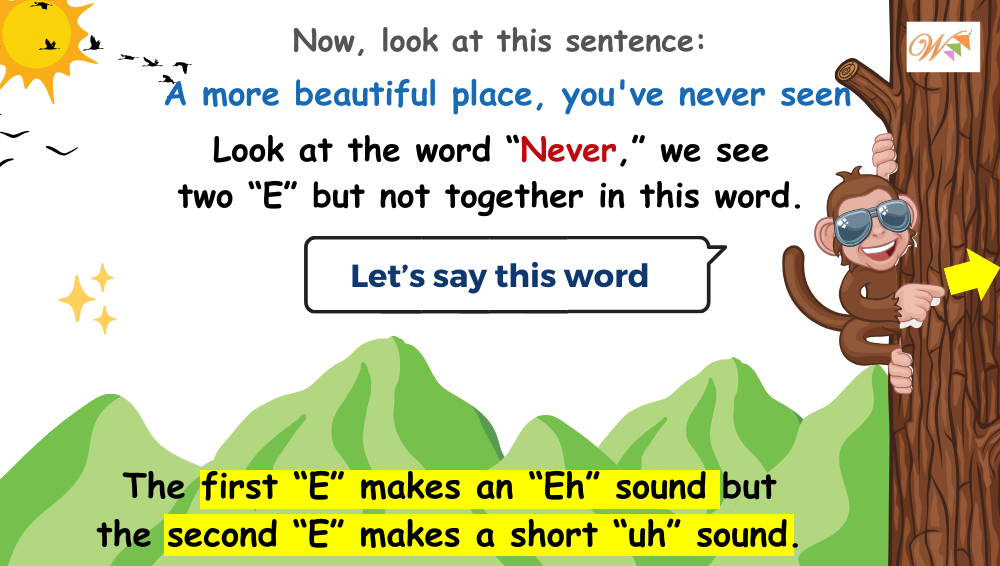 Now, look at this sentence:
A more beautiful place, you've never seen
Look at the word “Never,” we see
two “E” but not together in this word.
Let’s say this word
The first “E” makes an “Eh” sound but
the second “E” makes a short “uh” sound.
W